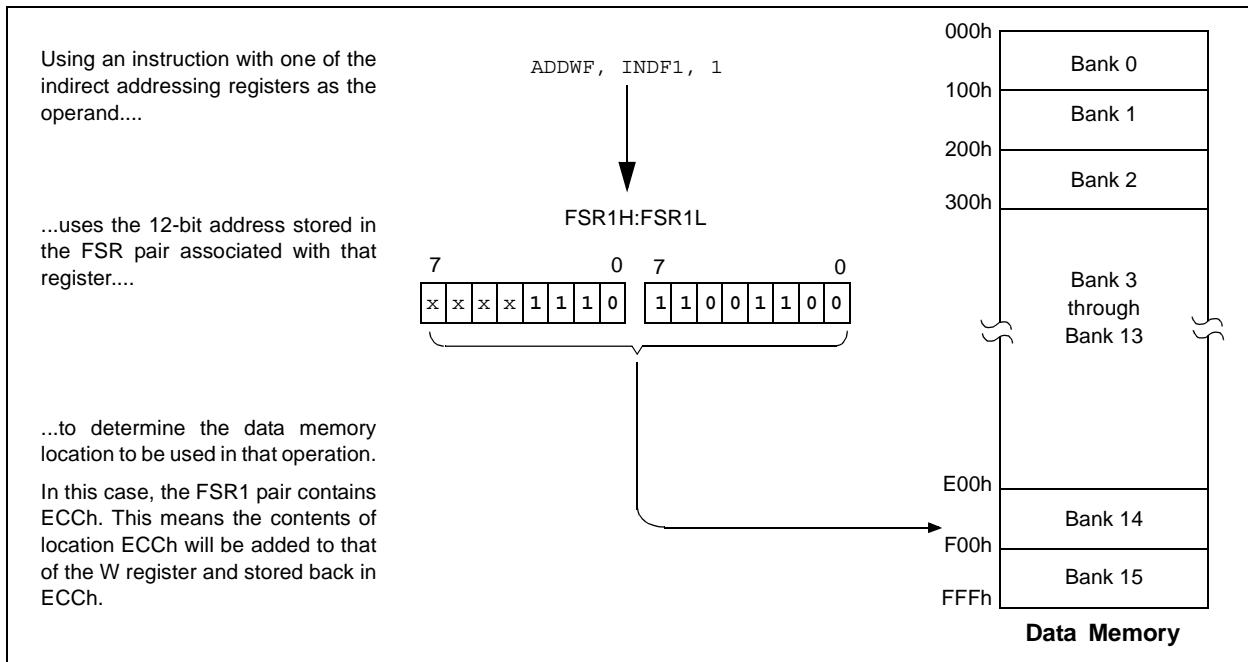 Using an instruction with one of the
indirect addressing registers as the
operand....
...uses the 12-bit address stored in
the FSR pair associated with that
register....
...to determine the data memory
location to be used in that operation.
In this case, the FSR1 pair contains
ECCh. This means the contents of
location ECCh will be added to that
of the W register and stored back in
ECCh.
ADDWF, INDF1, 1
FSR1H:FSR1L
7 0 7 0
x x x x 1 1 1 0 1 1 0 0 1 1 0 0
000h
Bank 0
100h
Bank 1
200h
Bank 2
300h
Bank 3
through
Bank 13
E00h
Bank 14
F00h
Bank 15
FFFh
Data Memory